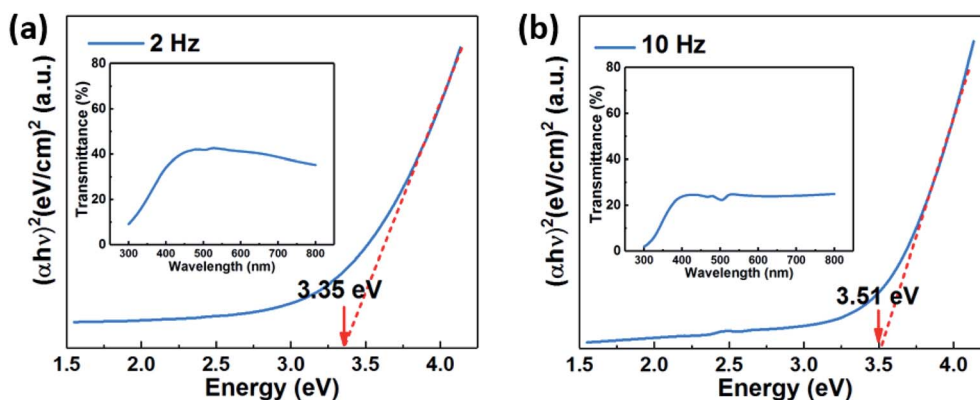 (a)
2 Hz
(αhν)²(eV/cm)² (a.u.)
Transmittance (%)
80
60
40
20
0
300 400 500 600 700 800
Wavelength (nm)
3.35 eV
1.5 2.0 2.5 3.0 3.5 4.0
Energy (eV)
(b)
10 Hz
(αhν)²(eV/cm)² (a.u.)
Transmittance (%)
80
60
40
20
0
300 400 500 600 700 800
Wavelength (nm)
3.51 eV
1.5 2.0 2.5 3.0 3.5 4.0
Energy (eV)